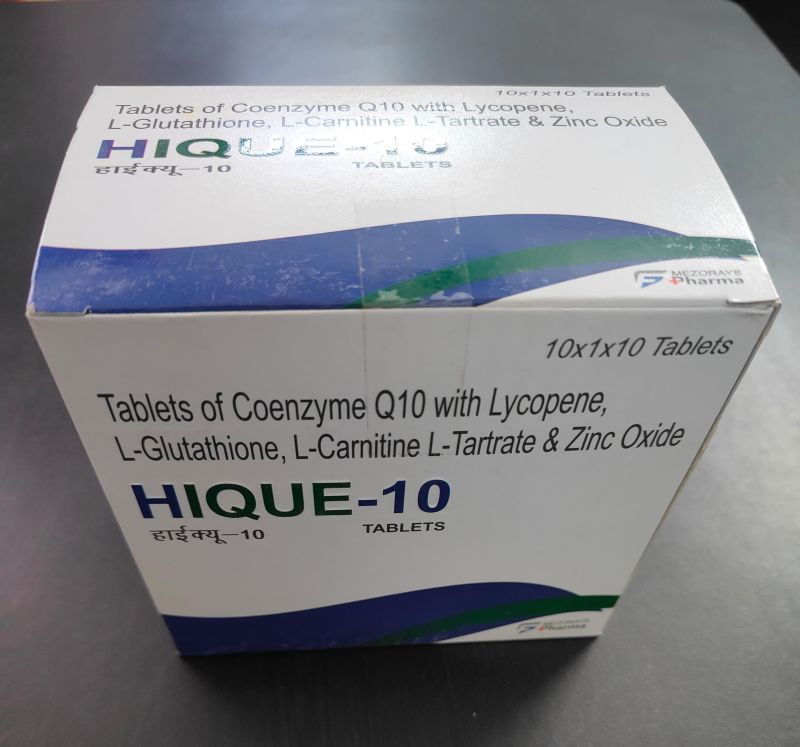 10x1x10 Tablets
Tablets of Coenzyme Q10 with Lycopene,
L-Glutathione, L-Carnitine L-Tartrate & Zinc Oxide
HIQUE-10
हाईक्यू–10 TABLETS
MEZORAYS
Pharma
10x1x10 Tablets
Tablets of Coenzyme Q10 with Lycopene,
L-Glutathione, L-Carnitine L-Tartrate & Zinc Oxide
HIQUE-10
हाईक्यू–10 TABLETS
MEZORAYS
Pharma